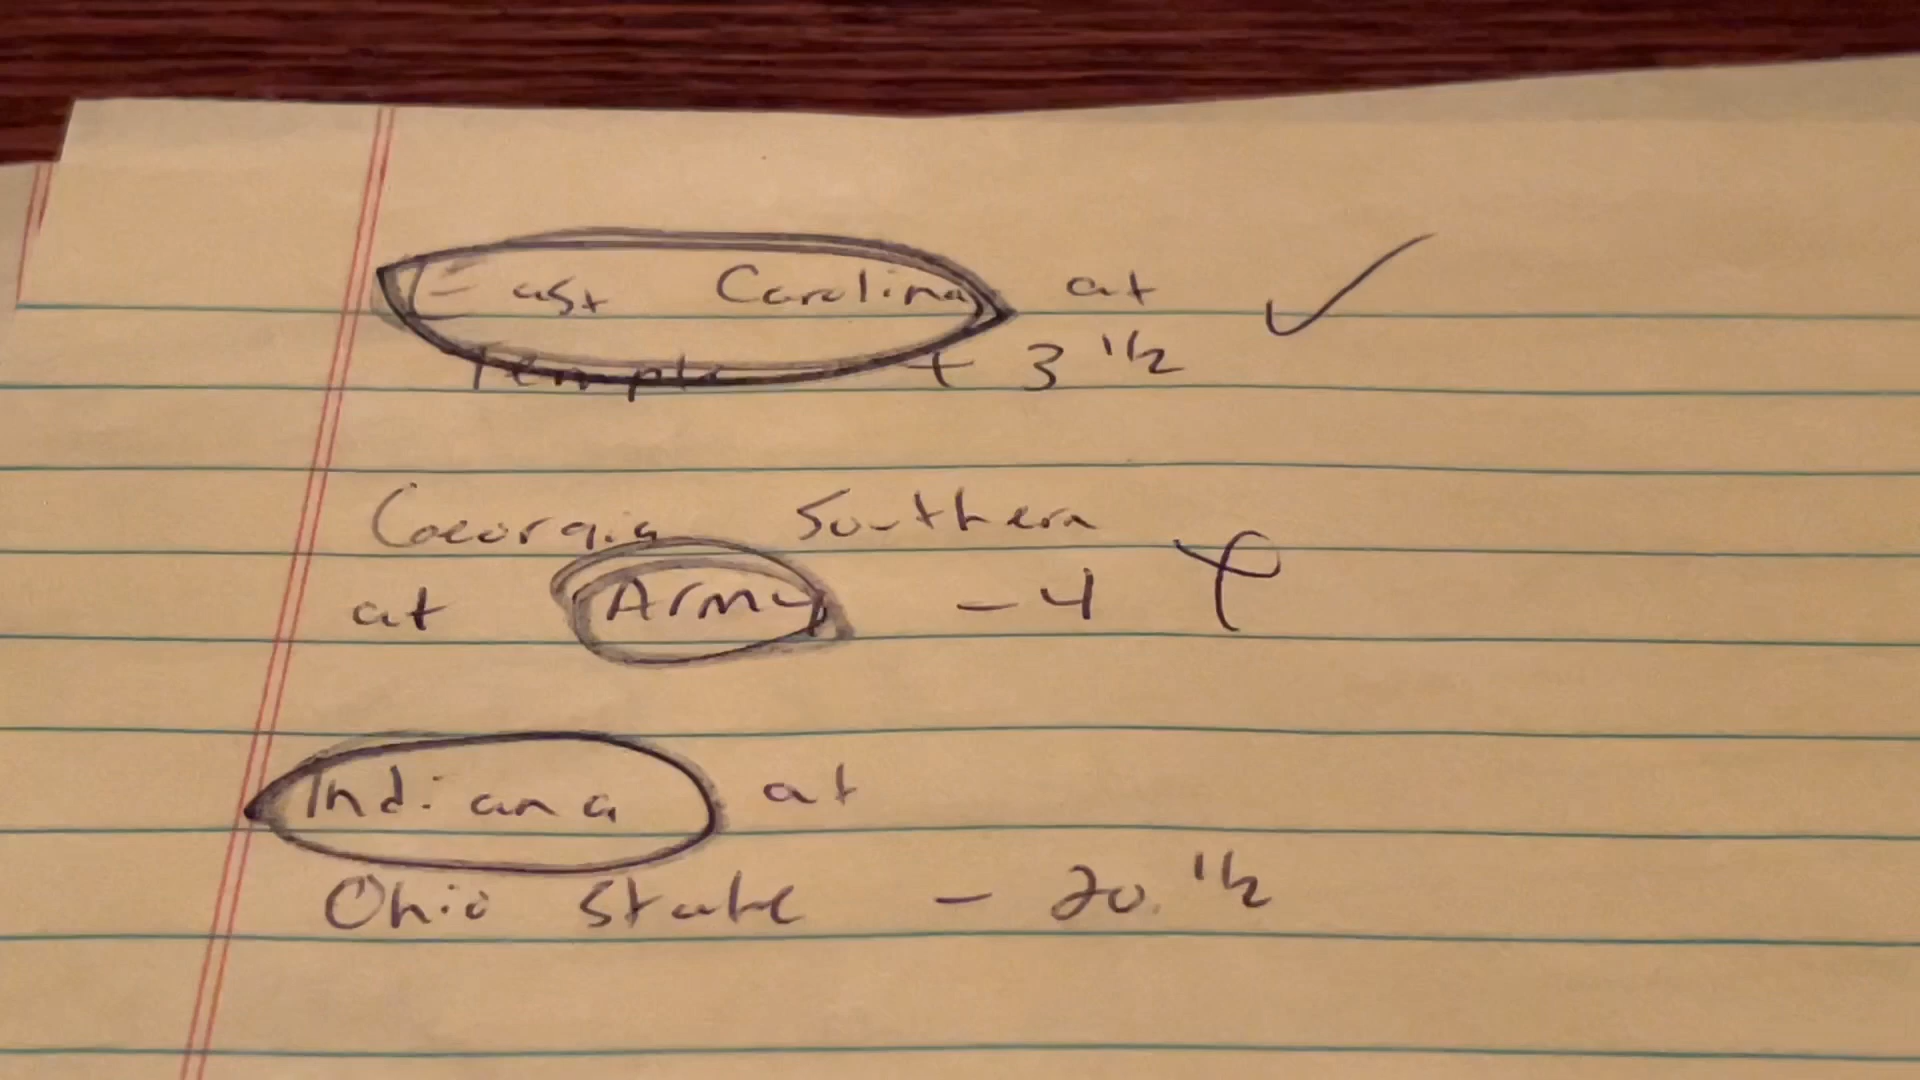 East Carolina at
Temple + 3 1/2
Georgia Southern
at Army - 4
Indiana at
Ohio State - 20 1/2